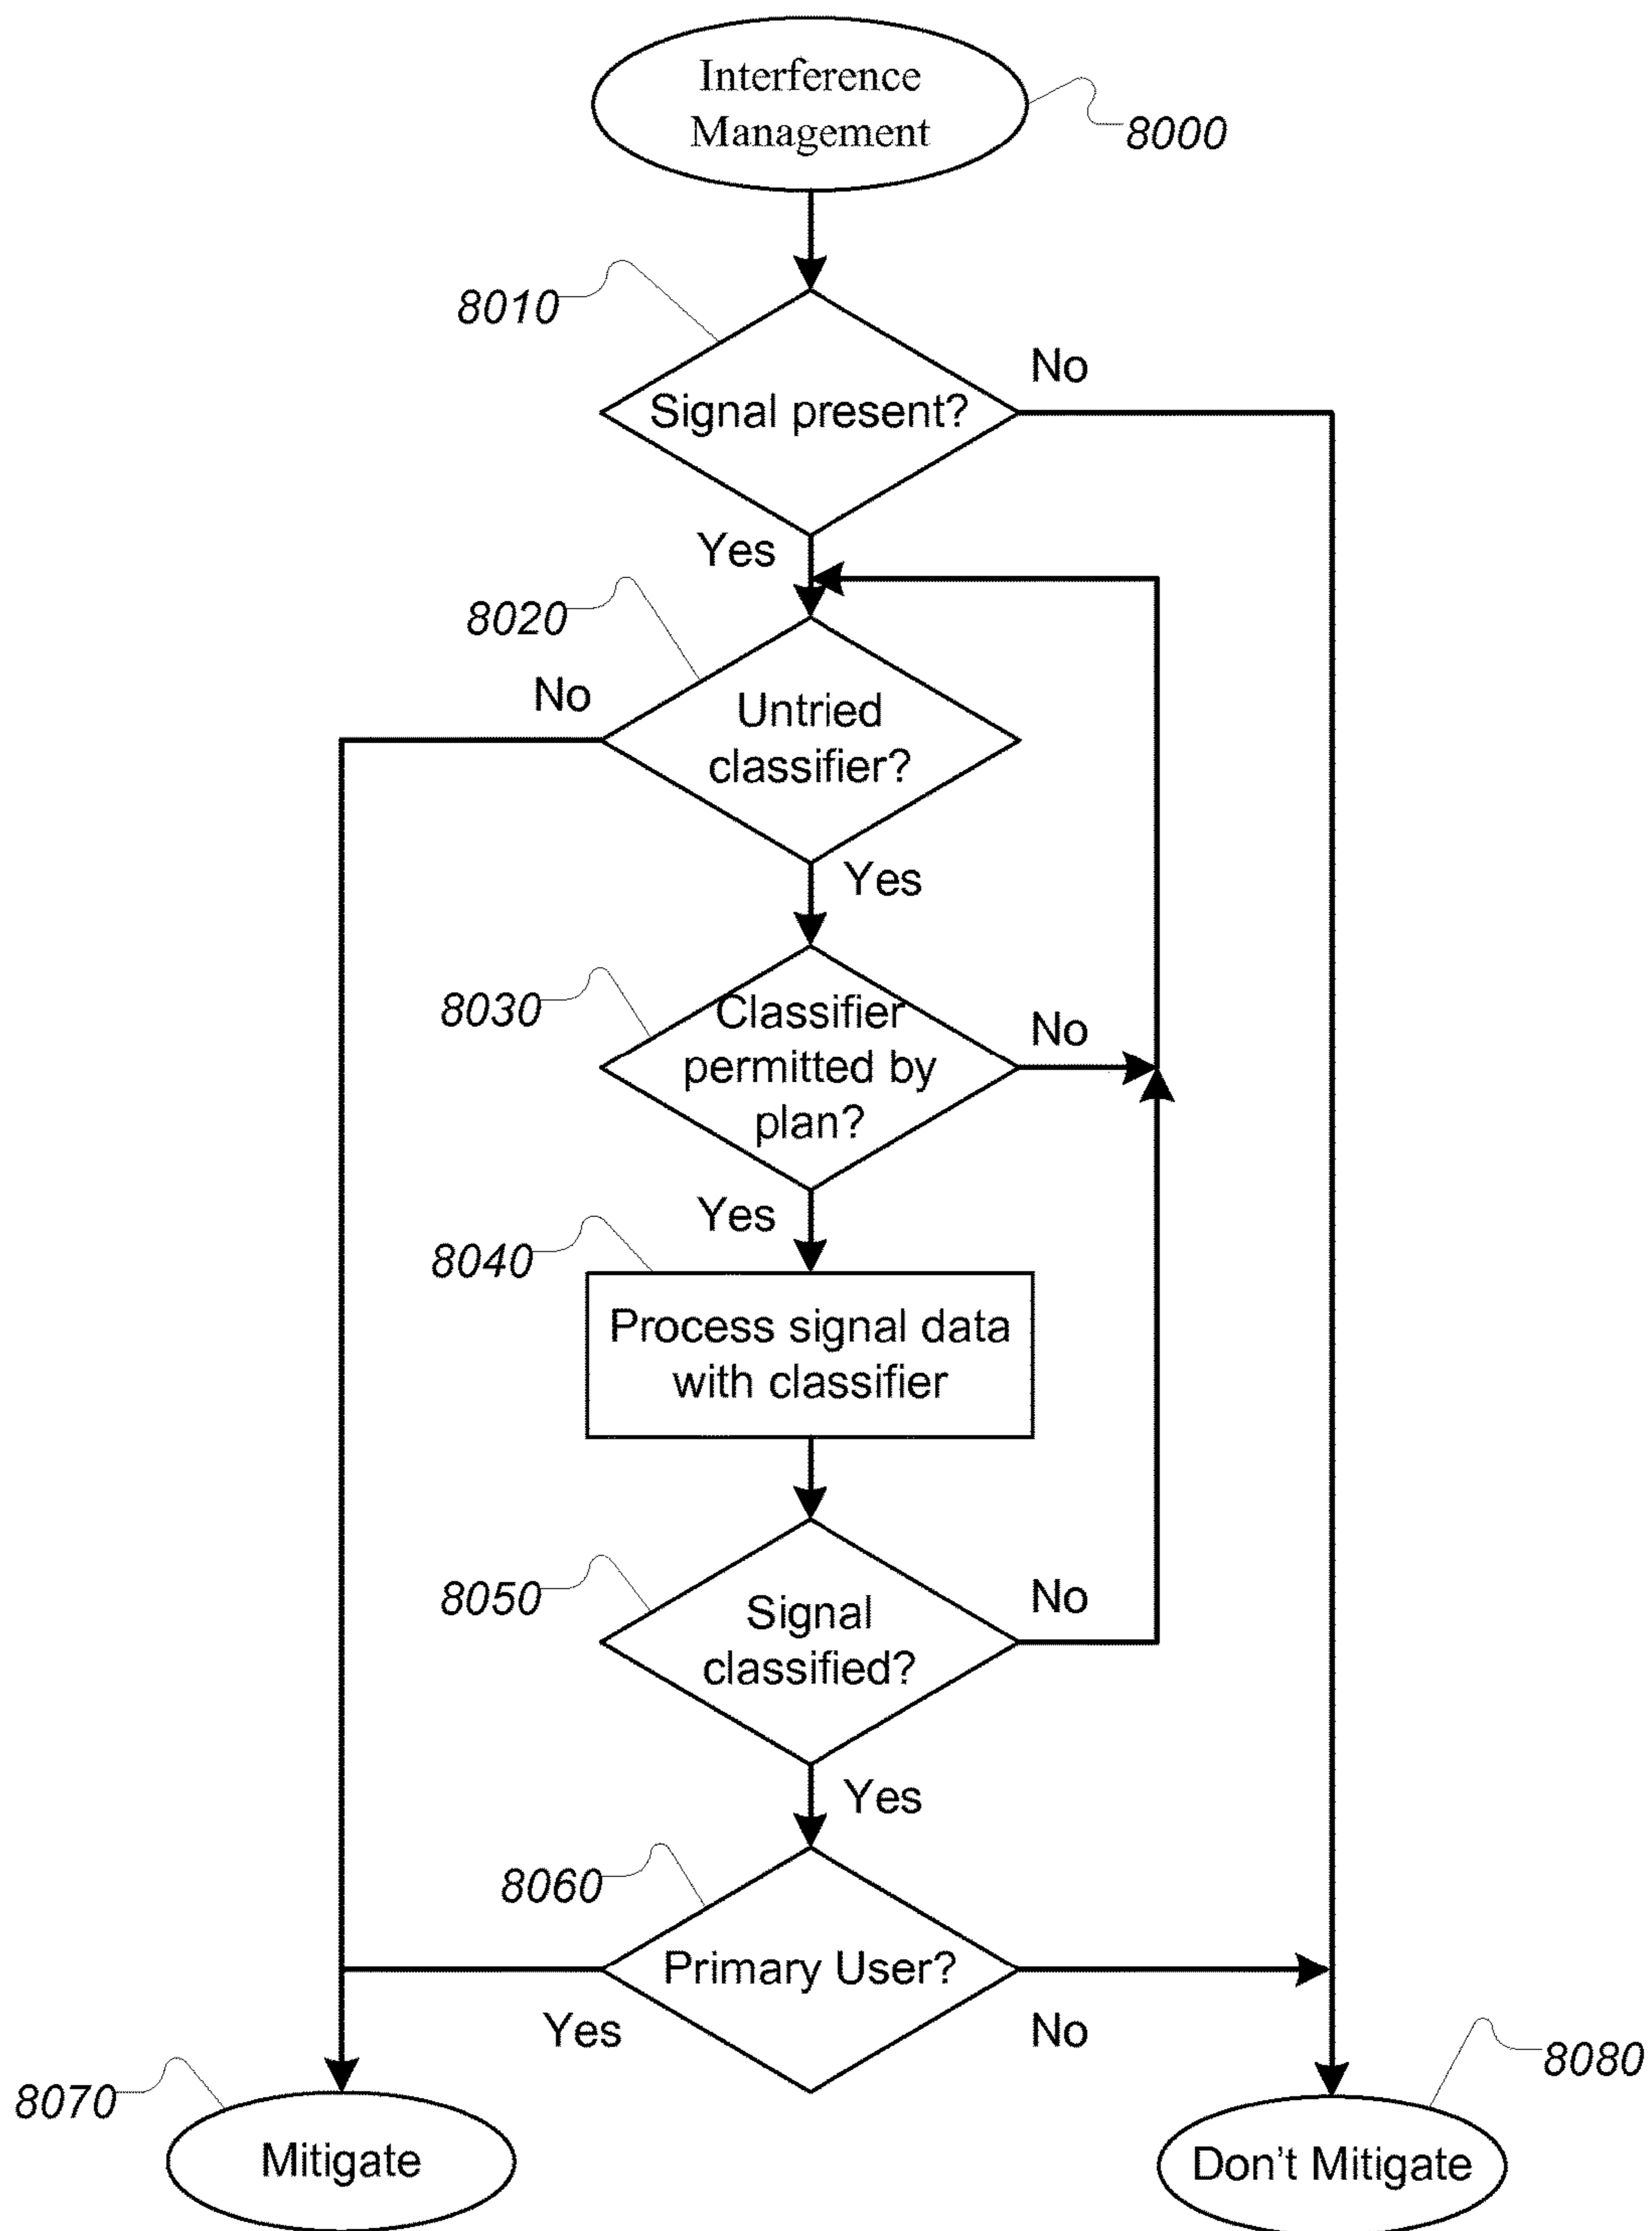 Interference
Management
8000
8010
No
Signal present?
Yes
8020
No
Untried
classifier?
Yes
8030
Classifier
permitted by
plan?
No
Yes
8040
Process signal data
with classifier
8050
No
Signal
classified?
Yes
8060
Primary User?
Yes
No
8070
Mitigate
8080
Don't Mitigate